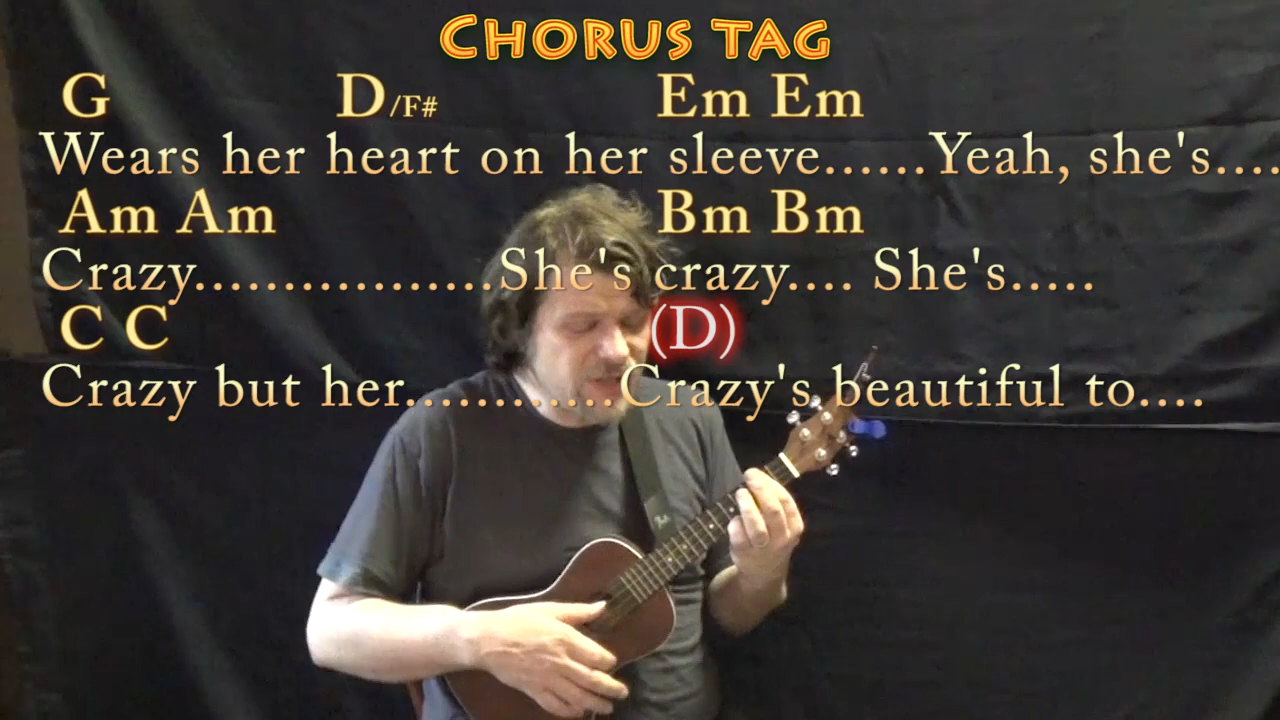 CHORUS TAG
G D/F# Em Em
Wears her heart on her sleeve......Yeah, she's....
Am Am Bm Bm
Crazy.................She's crazy.... She's.....
C C (D)
Crazy but her............Crazy's beautiful to....